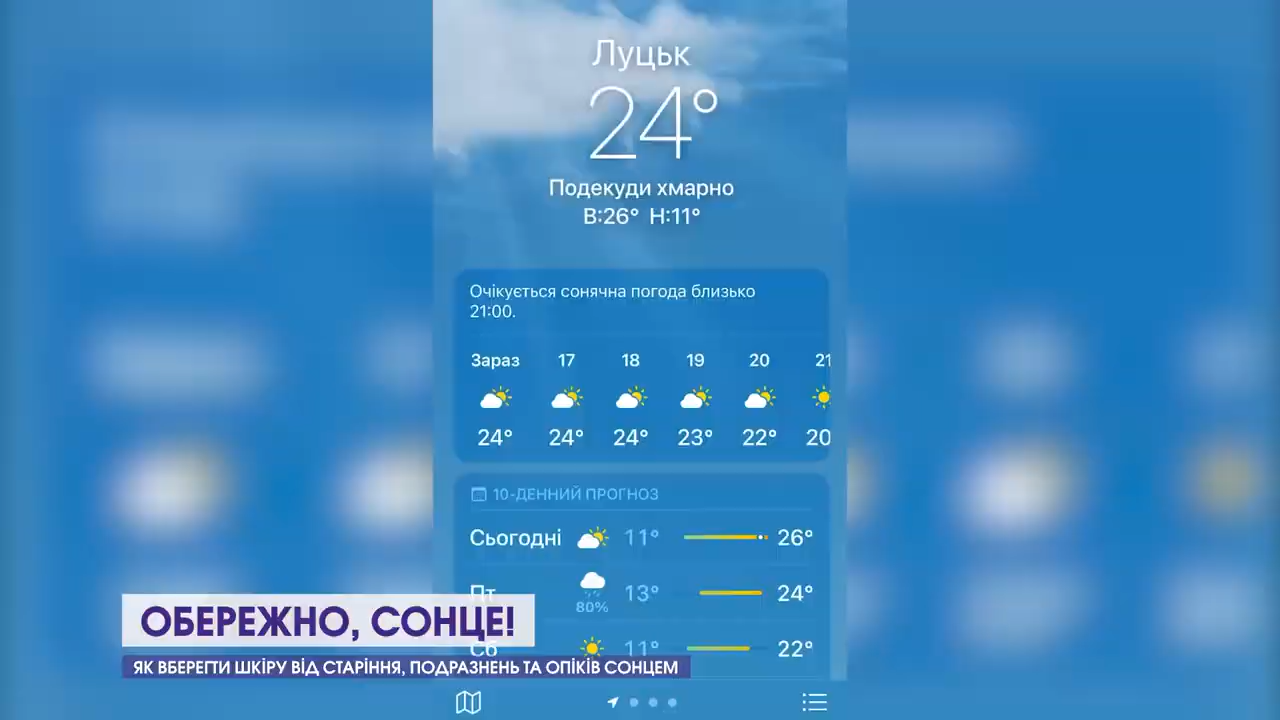 Луцьк
24°
Подекуди хмарно
В:26° Н:11°
Очікується сонячна погода близько
21:00.
Зараз 17 18 19 20 21
24° 24° 24° 23° 22° 20
10-ДЕННИЙ ПРОГНОЗ
Сьогодні 11° 26°
Пт 80% 13° 24°
Сб 11° 22°
ОБЕРЕЖНО, СОНЦЕ!
ЯК ВБЕРЕГТИ ШКІРУ ВІД СТАРІННЯ, ПОДРАЗНЕНЬ ТА ОПІКІВ СОНЦЕМ